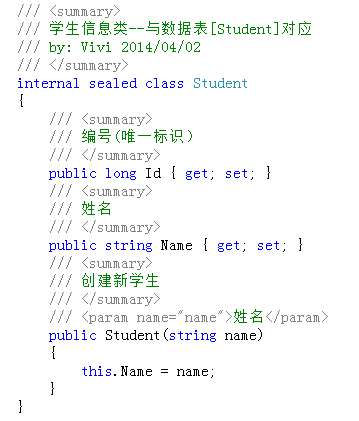 /// <summary>
/// 学生信息类--与数据表[Student]对应
/// by: Vivi 2014/04/02
/// </summary>
internal sealed class Student
{
    /// <summary>
    /// 编号(唯一标识)
    /// </summary>
    public long Id { get; set; }
    /// <summary>
    /// 姓名
    /// </summary>
    public string Name { get; set; }
    /// <summary>
    /// 创建新学生
    /// </summary>
    /// <param name="name">姓名</param>
    public Student(string name)
    {
        this.Name = name;
    }
}